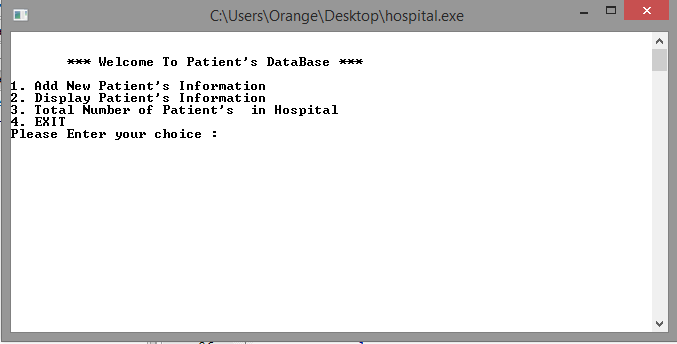 C:\Users\Orange\Desktop\hospital.exe
*** Welcome To Patient's DataBase ***
1. Add New Patient's Information
2. Display Patient's Information
3. Total Number of Patient's  in Hospital
4. EXIT
Please Enter your choice :